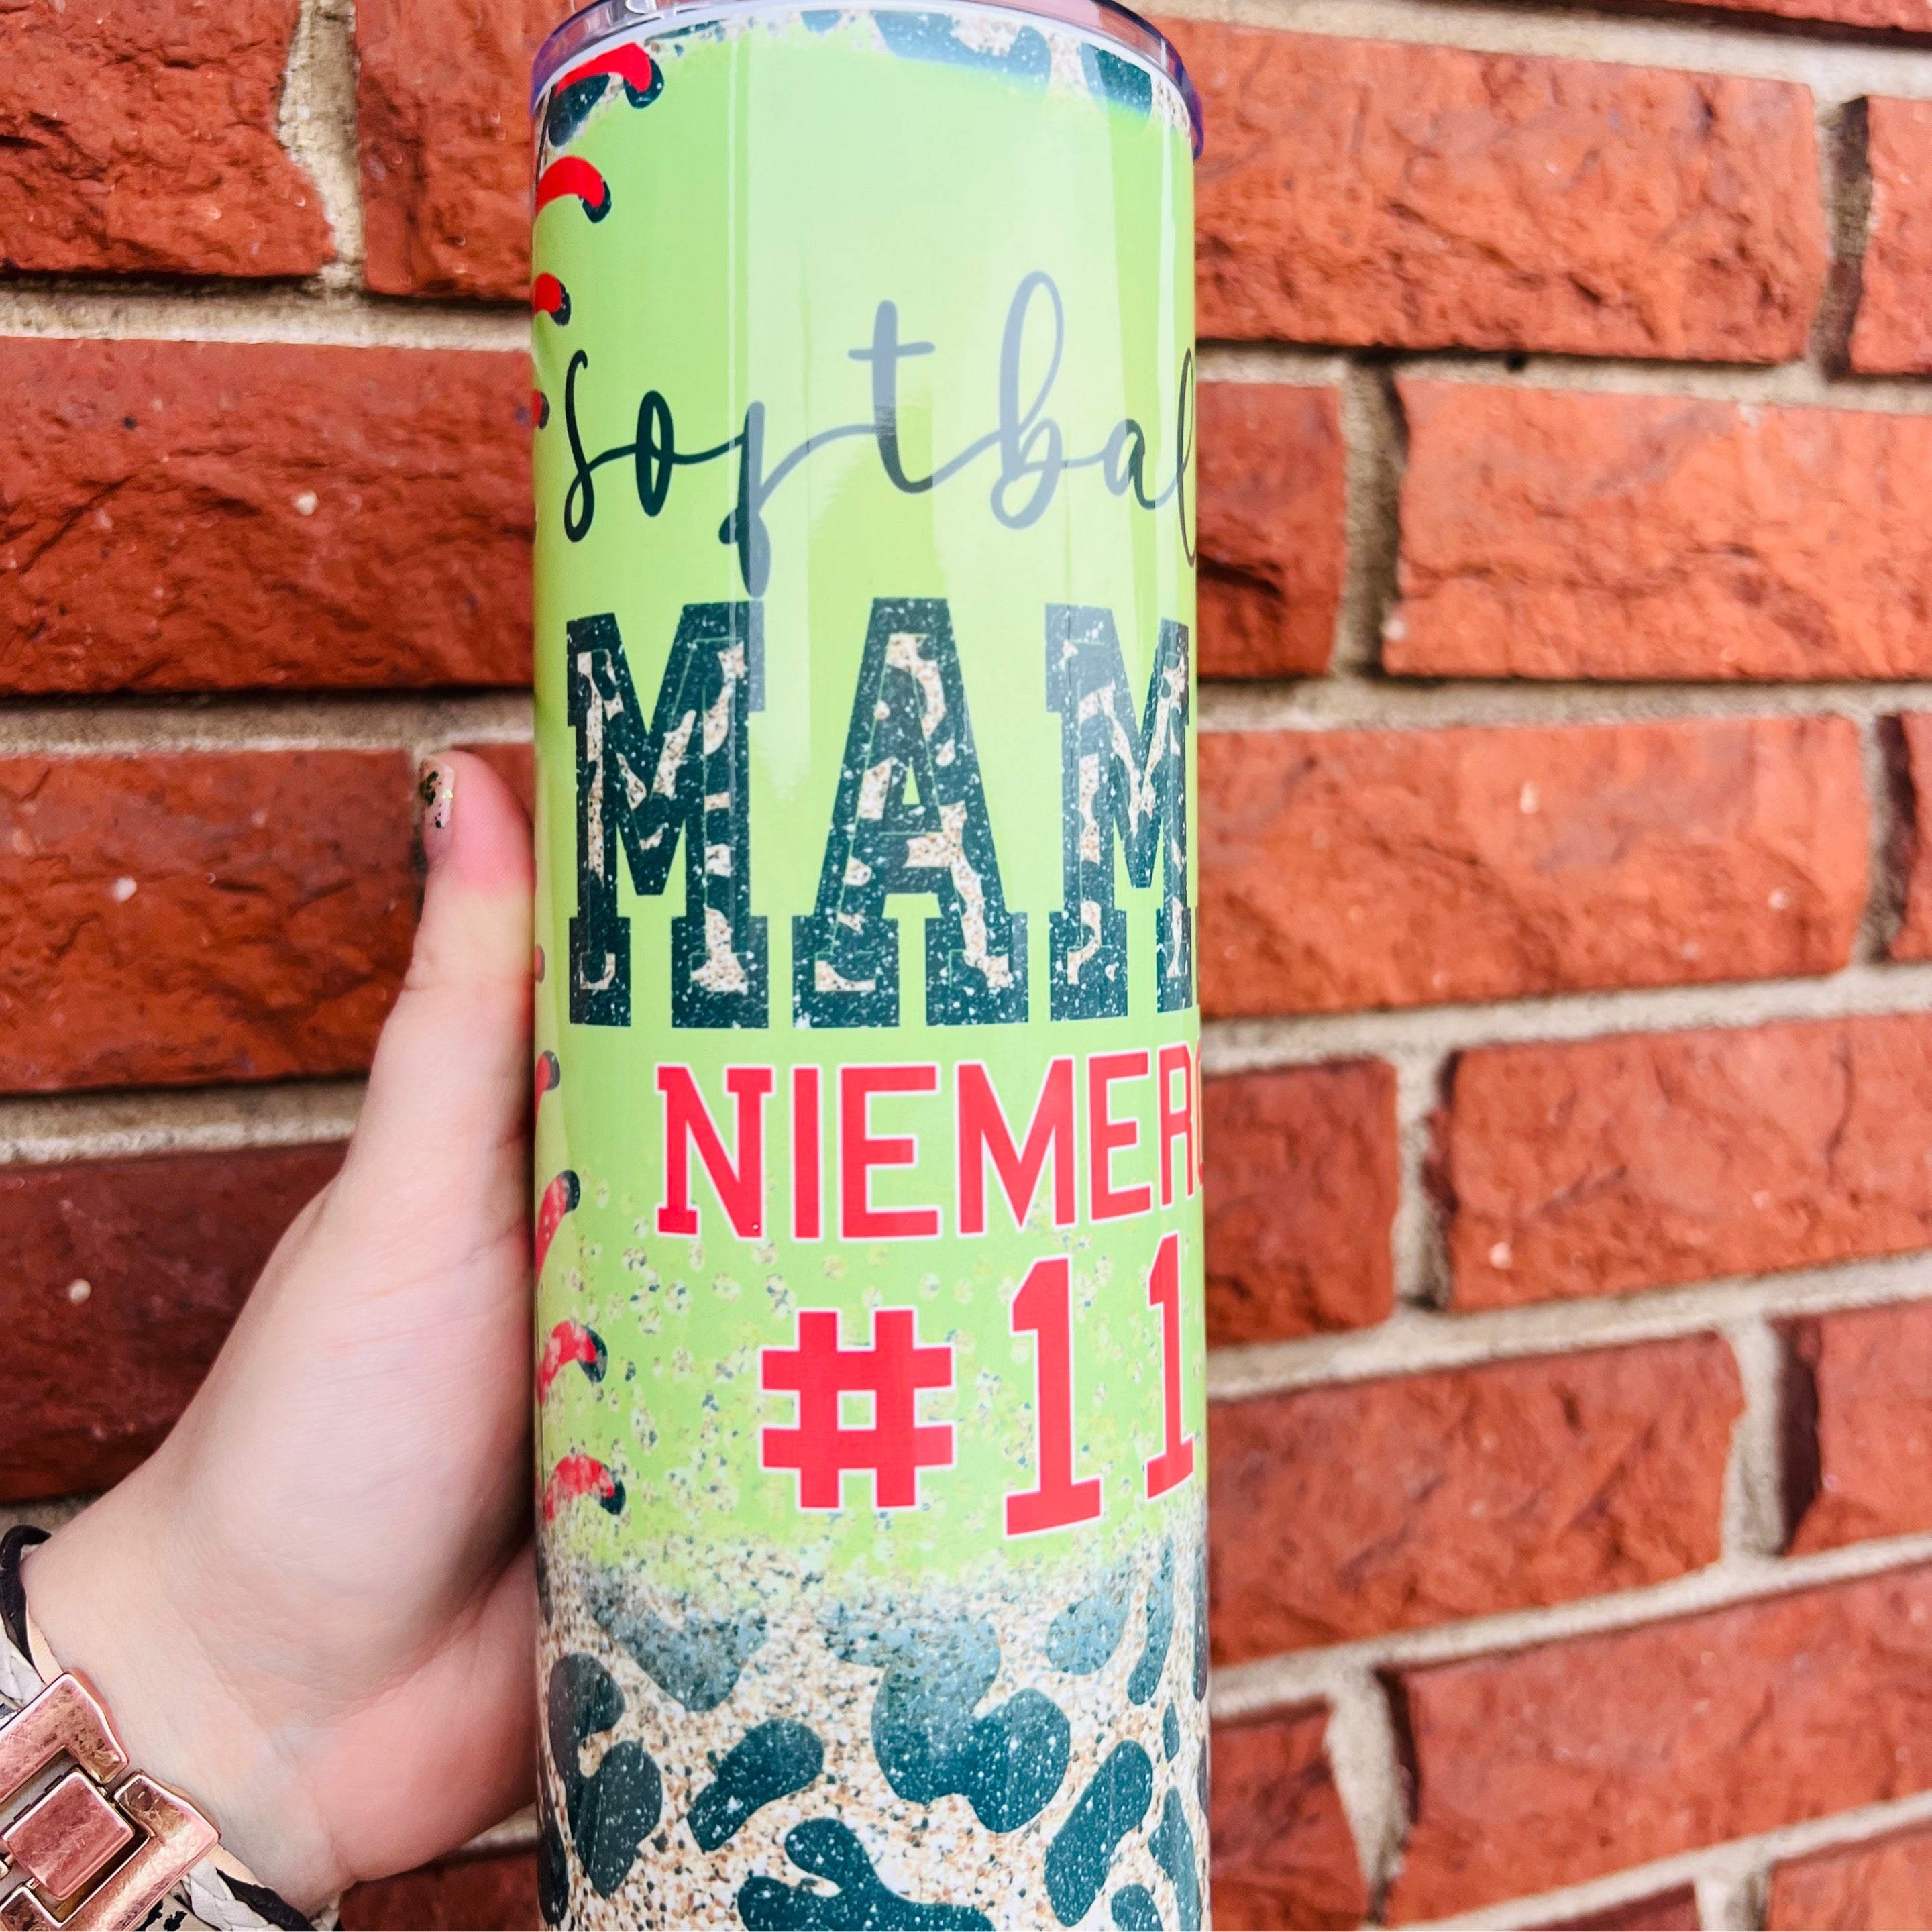 softbal
MAM
NIEMER
#11